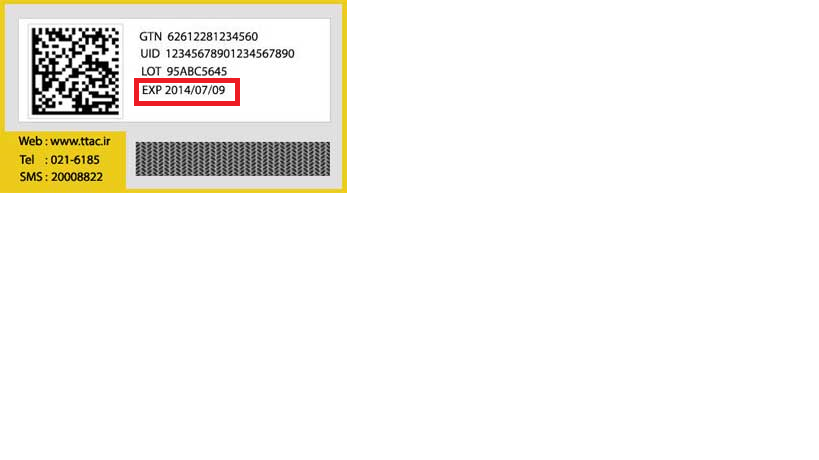 GTN 62612281234560
UID 12345678901234567890
LOT 95ABC5645
EXP 2014/07/09
Web : www.ttac.ir
Tel : 021-6185
SMS : 20008822